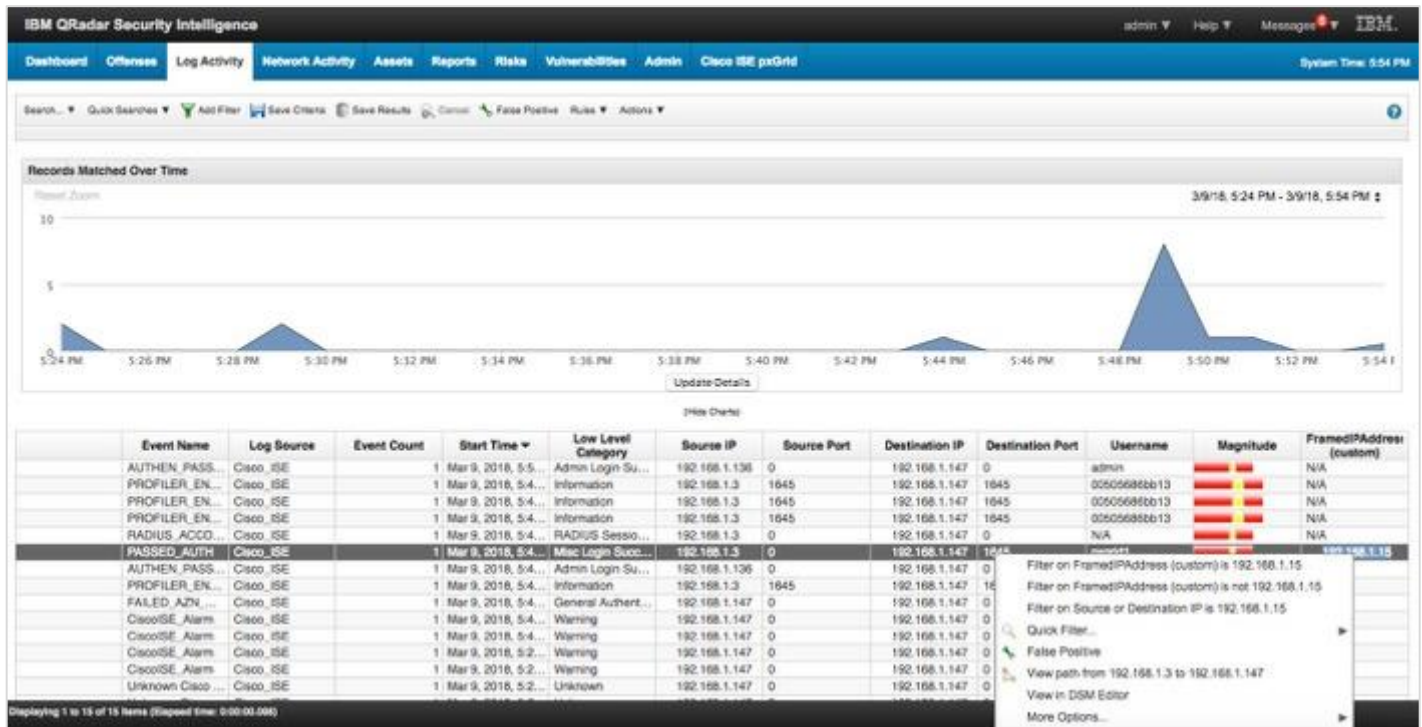 IBM QRadar Security Intelligence admin Help Messages IBM.
Dashboard Offenses Log Activity Network Activity Assets Reports Risks Vulnerabilities Admin Cisco ISE pxGrid System Time: 5:54 PM
Search... Quick Searches Add Filter Save Criteria Save Results Cancel False Positive Rules Actions
Records Matched Over Time
Reset Zoom 3/9/18, 5:24 PM - 3/9/18, 5:54 PM
10
5
0
5:24 PM 5:26 PM 5:28 PM 5:30 PM 5:32 PM 5:34 PM 5:36 PM 5:38 PM 5:40 PM 5:42 PM 5:44 PM 5:46 PM 5:48 PM 5:50 PM 5:52 PM 5:54
Update Details
(Hide Charts)
Event Name Log Source Event Count Start Time Low Level Category Source IP Source Port Destination IP Destination Port Username Magnitude FramedIPAddress (custom)
AUTHEN_PASS... Cisco_ISE 1 Mar 9, 2018, 5:5... Admin Login Su... 192.168.1.136 0 192.168.1.147 0 admin N/A
PROFILER_EN... Cisco_ISE 1 Mar 9, 2018, 5:4... Information 192.168.1.3 1645 192.168.1.147 1645 00505686bb13 N/A
PROFILER_EN... Cisco_ISE 1 Mar 9, 2018, 5:4... Information 192.168.1.3 1645 192.168.1.147 1645 00505686bb13 N/A
PROFILER_EN... Cisco_ISE 1 Mar 9, 2018, 5:4... Information 192.168.1.3 1645 192.168.1.147 1645 00505686bb13 N/A
RADIUS_ACCO... Cisco_ISE 1 Mar 9, 2018, 5:4... RADIUS Sessio... 192.168.1.3 0 192.168.1.147 0 N/A N/A
PASSED_AUTH Cisco_ISE 1 Mar 9, 2018, 5:4... Misc Login Succ... 192.168.1.3 0 192.168.1.147 1645 192.168.1.15
AUTHEN_PASS... Cisco_ISE 1 Mar 9, 2018, 5:4... Admin Login Su... 192.168.1.136 0 192.168.1.147 0
PROFILER_EN... Cisco_ISE 1 Mar 9, 2018, 5:4... Information 192.168.1.3 1645 192.168.1.147 16
FAILED_AZN_... Cisco_ISE 1 Mar 9, 2018, 5:4... General Authent... 192.168.1.147 0 192.168.1.147 0
CiscoISE_Alarm Cisco_ISE 1 Mar 9, 2018, 5:4... Warning 192.168.1.147 0 192.168.1.147 0
CiscoISE_Alarm Cisco_ISE 1 Mar 9, 2018, 5:4... Warning 192.168.1.147 0 192.168.1.147 0
CiscoISE_Alarm Cisco_ISE 1 Mar 9, 2018, 5:2... Warning 192.168.1.147 0 192.168.1.147 0
CiscoISE_Alarm Cisco_ISE 1 Mar 9, 2018, 5:2... Warning 192.168.1.147 0 192.168.1.147 0
Unknown Cisco ... Cisco_ISE 1 Mar 9, 2018, 5:2... Unknown 192.168.1.147 0 192.168.1.147 0
Filter on FramedIPAddress (custom) is 192.168.1.15
Filter on FramedIPAddress (custom) is not 192.168.1.15
Filter on Source or Destination IP is 192.168.1.15
Quick Filter...
False Positive
View path from 192.168.1.3 to 192.168.1.147
View in DSM Editor
More Options...
Displaying 1 to 15 of 15 items (Elapsed time: 0:00:00.098)